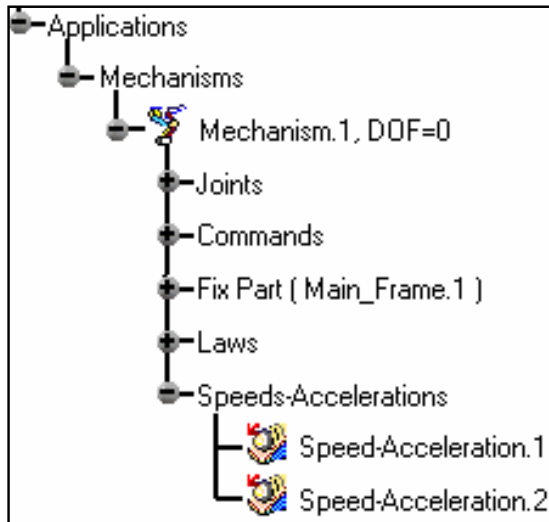 Applications
Mechanisms
Mechanism.1, DOF=0
Joints
Commands
Fix Part ( Main_Frame.1 )
Laws
Speeds-Accelerations
Speed-Acceleration.1
Speed-Acceleration.2